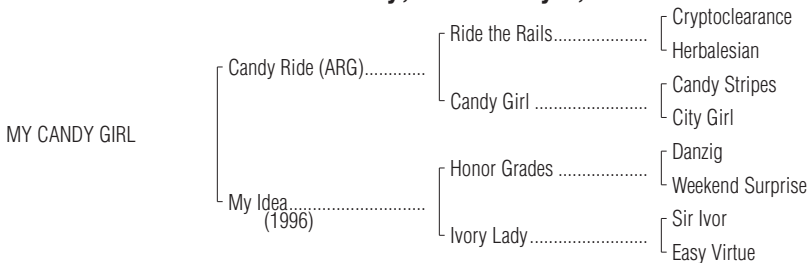 Cryptoclearance
Ride the Rails....................
Herbalesian
Candy Ride (ARG).............
Candy Stripes
Candy Girl ........................
City Girl
MY CANDY GIRL
Danzig
Honor Grades ...................
Weekend Surprise
My Idea.............................
(1996)
Sir Ivor
Ivory Lady.........................
Easy Virtue